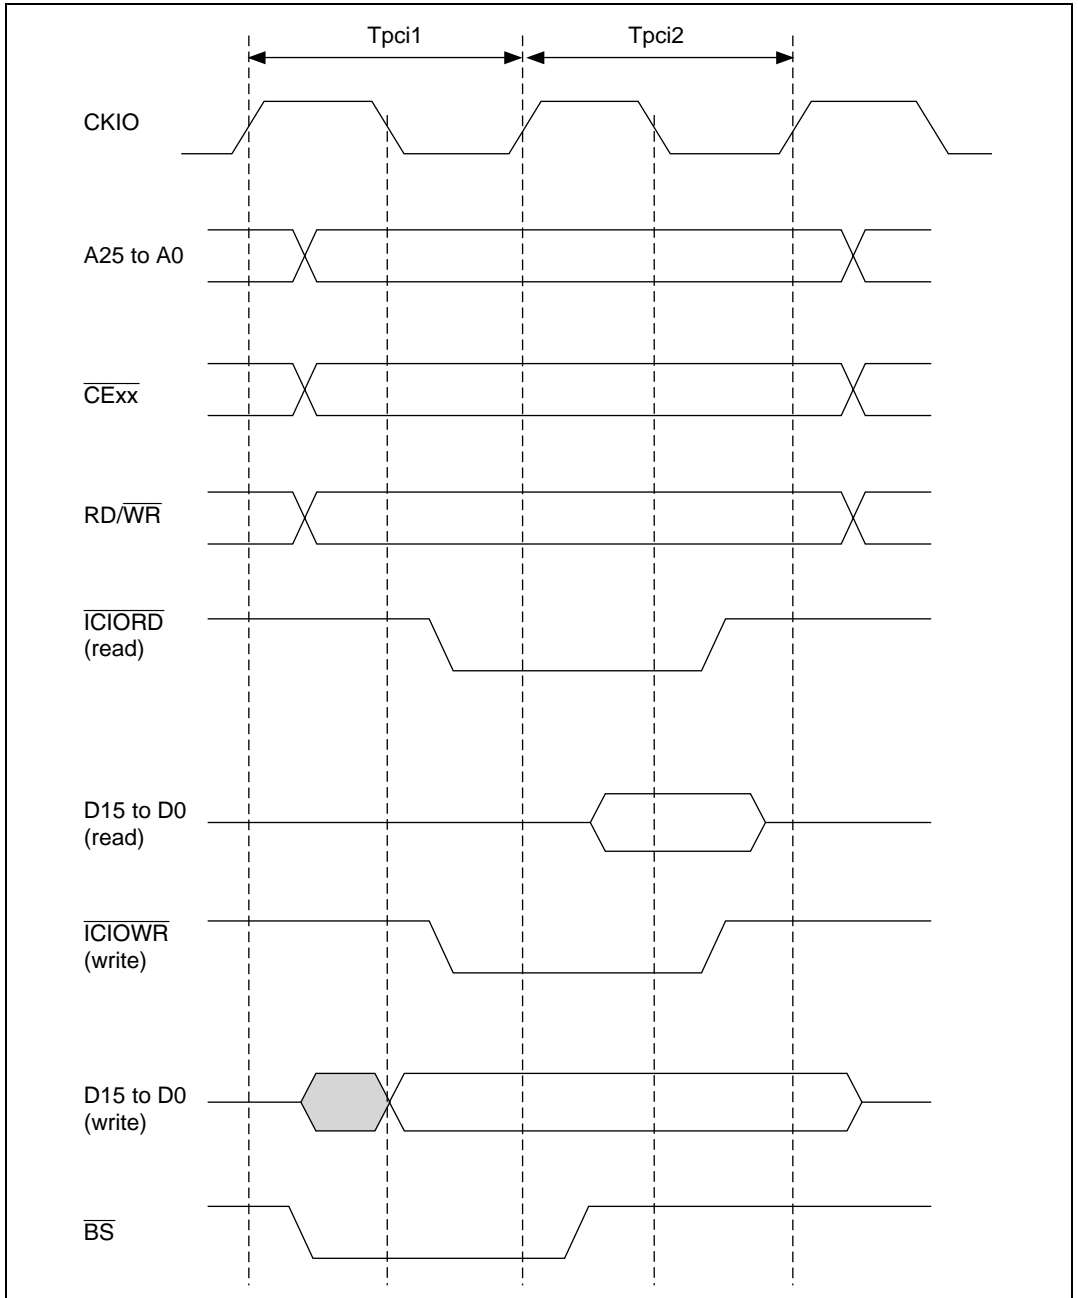 Tpci1 Tpci2
CKIO
A25 to A0
CExx
RD/WR
ICIORD
(read)
D15 to D0
(read)
ICIOWR
(write)
D15 to D0
(write)
BS